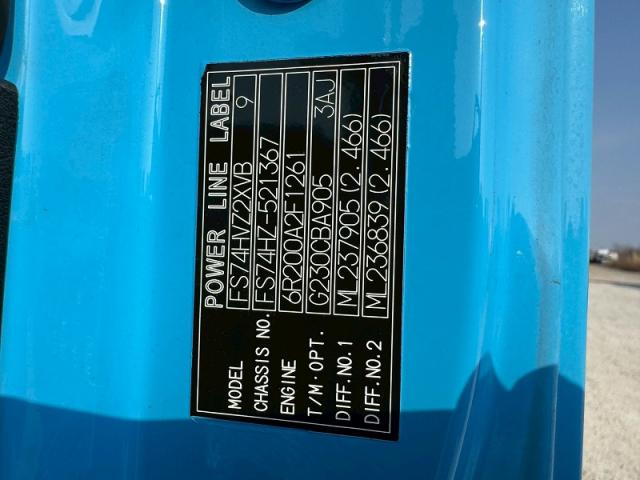 POWER LINE LABEL
MODEL FS74HVZ2XVB 9
CHASSIS NO. FS74HZ-521367
ENGINE 6R200A2F1261
T/M·OPT. G230CBA905 3AJ
DIFF.NO.1 ML237905(2.466)
DIFF.NO.2 ML236839(2.466)